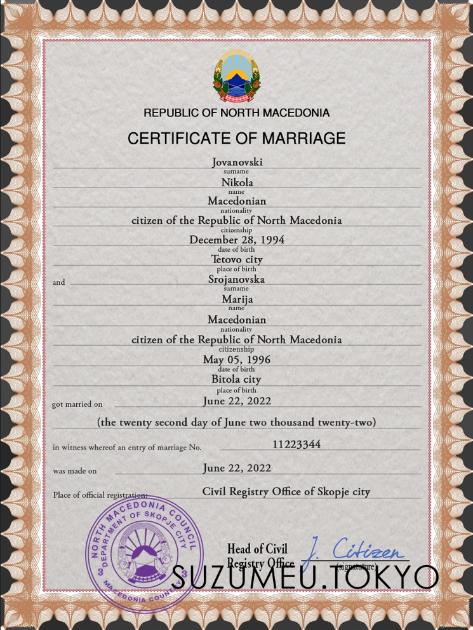 REPUBLIC OF NORTH MACEDONIA
CERTIFICATE OF MARRIAGE
Jovanovski
surname
Nikola
name
Macedonian
nationality
citizen of the Republic of North Macedonia
citizenship
December 28, 1994
date of birth
Tetovo city
place of birth
and Srojanovska
surname
Marija
name
Macedonian
nationality
citizen of the Republic of North Macedonia
citizenship
May 05, 1996
date of birth
Bitola city
place of birth
got married on June 22, 2022
(the twenty second day of June two thousand twenty-two)
in witness whereof an entry of marriage No. 11223344
was made on June 22, 2022
Place of official registration: Civil Registry Office of Skopje city
NORTH MACEDONIA COUNCIL
DEPARTMENT OF SKOPJE CITY
MACEDONIA COUNCIL
Head of Civil
Registry Office
J. Citizen
(signature)
SUZUMEU.TOKYO